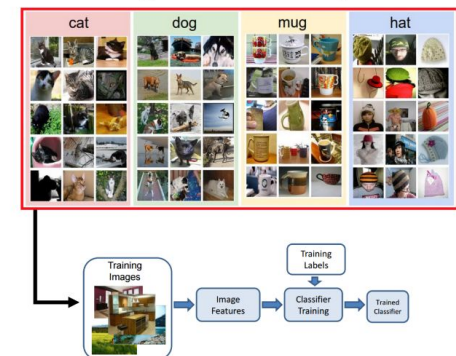 cat
dog
mug
hat
Training
Images
Image
Features
Training
Labels
Classifier
Training
Trained
Classifier